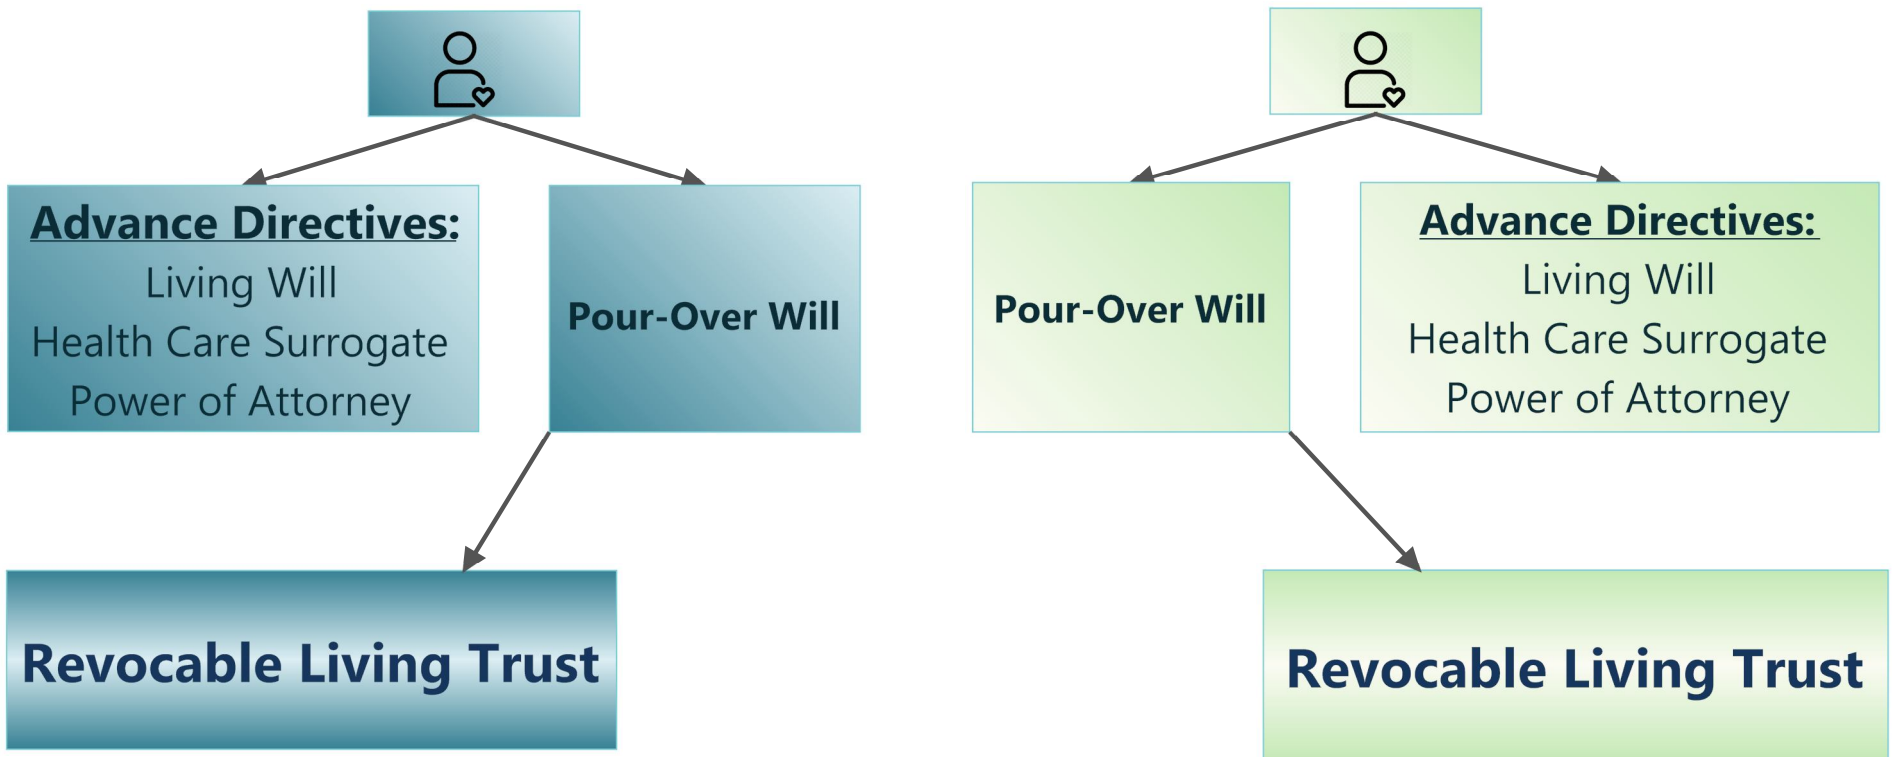 Advance Directives:
Living Will
Health Care Surrogate
Power of Attorney
Pour-Over Will
Revocable Living Trust
Pour-Over Will
Advance Directives:
Living Will
Health Care Surrogate
Power of Attorney
Revocable Living Trust